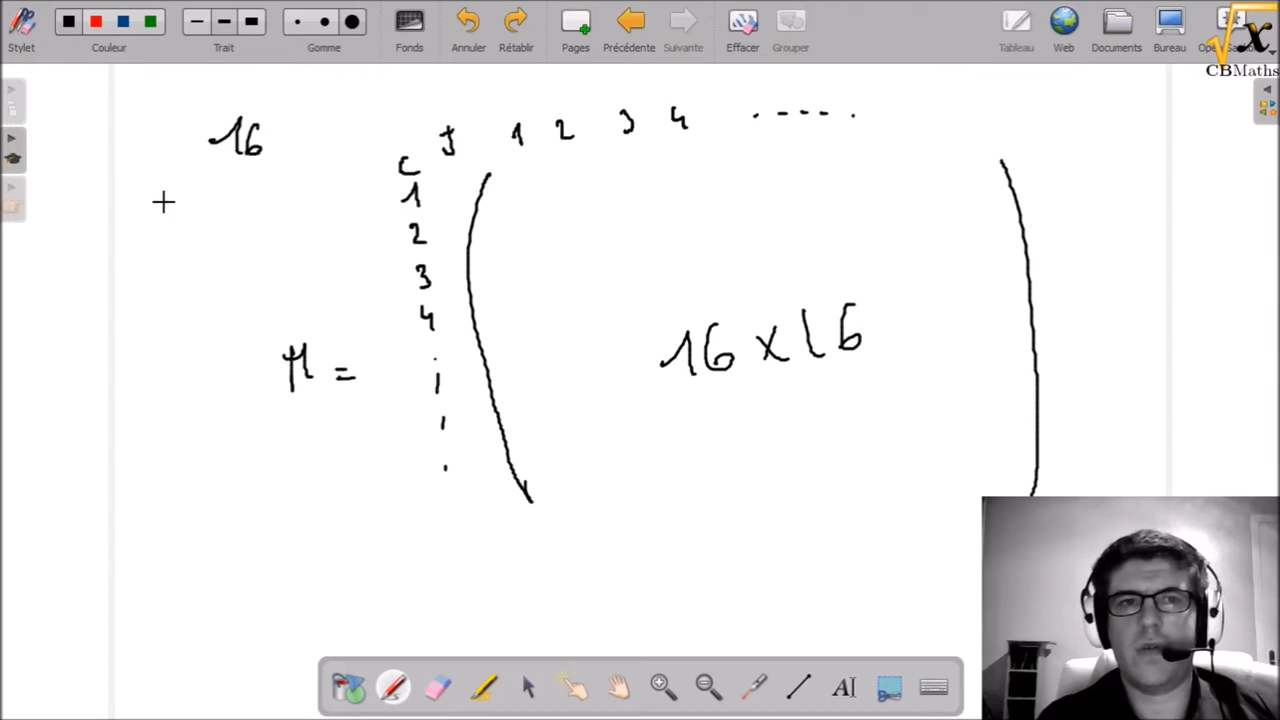 Stylet Couleur Trait Gomme Fonds Annuler Rétablir Pages Précédente Suivante Effacer Grouper Tableau Web Documents Bureau
√x
CBMaths
16
J 1 2 3 4 ........
C
1
2
3
4
M =
16 x 16
AI